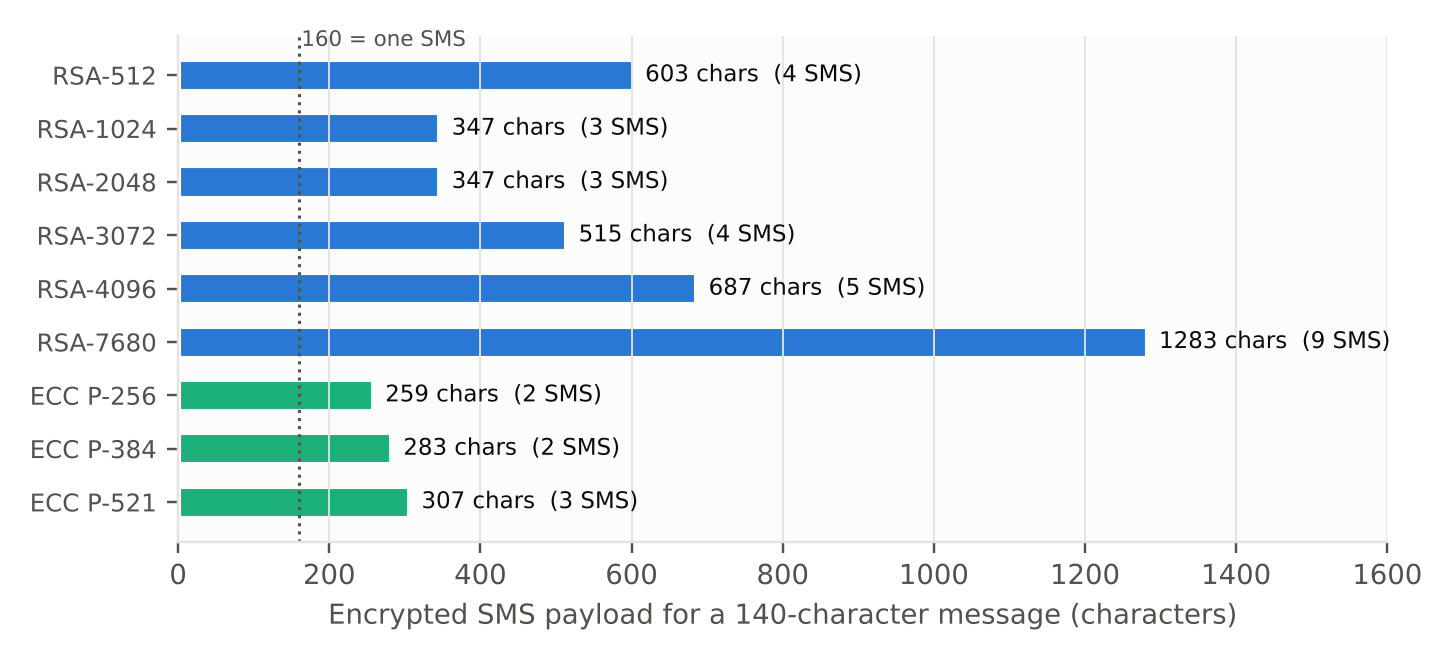 160 = one SMS
RSA-512 603 chars (4 SMS)
RSA-1024 347 chars (3 SMS)
RSA-2048 347 chars (3 SMS)
RSA-3072 515 chars (4 SMS)
RSA-4096 687 chars (5 SMS)
RSA-7680 1283 chars (9 SMS)
ECC P-256 259 chars (2 SMS)
ECC P-384 283 chars (2 SMS)
ECC P-521 307 chars (3 SMS)
0 200 400 600 800 1000 1200 1400 1600
Encrypted SMS payload for a 140-character message (characters)